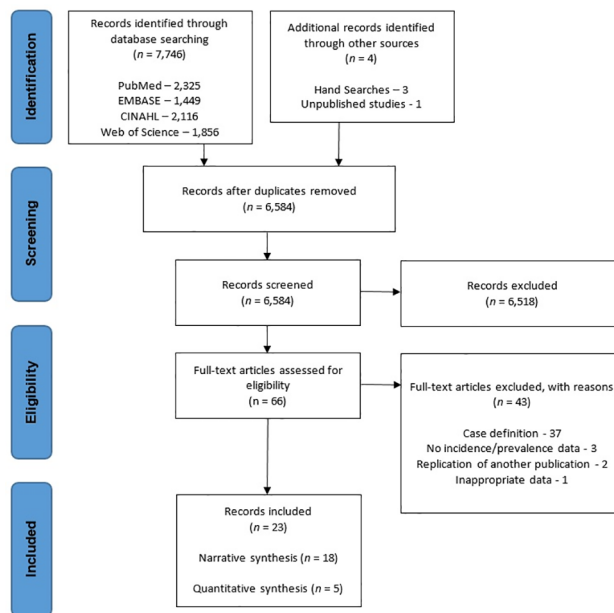 Identification
Records identified through
database searching
(n = 7,746)
PubMed – 2,325
EMBASE – 1,449
CINAHL – 2,116
Web of Science – 1,856
Additional records identified
through other sources
(n = 4)
Hand Searches – 3
Unpublished studies - 1
Screening
Records after duplicates removed
(n = 6,584)
Records screened
(n = 6,584)
Records excluded
(n = 6,518)
Eligibility
Full-text articles assessed for
eligibility
(n = 66)
Full-text articles excluded, with reasons
(n = 43)
Case definition - 37
No incidence/prevalence data - 3
Replication of another publication - 2
Inappropriate data - 1
Included
Records included
(n = 23)
Narrative synthesis (n = 18)
Quantitative synthesis (n = 5)